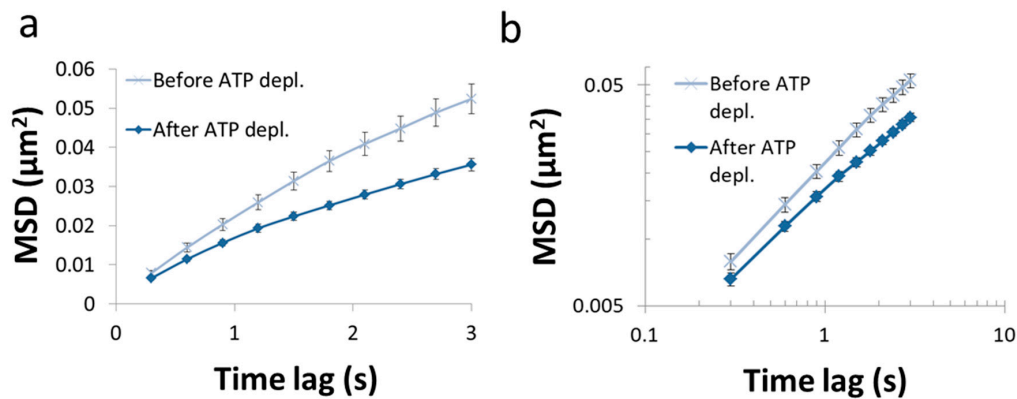 a
MSD (µm²)
0.06
0.05
0.04
0.03
0.02
0.01
0
Before ATP depl.
After ATP depl.
0
1
2
3
Time lag (s)
b
MSD (µm²)
0.05
0.005
Before ATP
depl.
After ATP
depl.
0.1
1
10
Time lag (s)